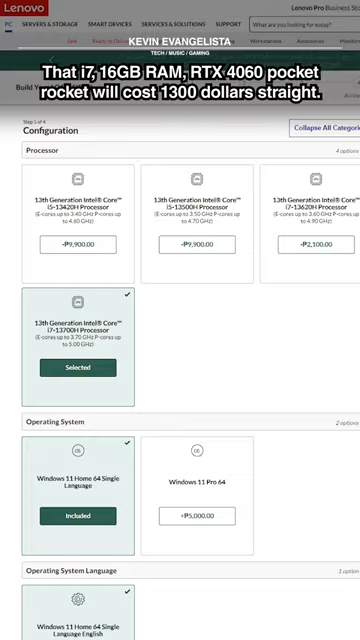 Lenovo
Lenovo Pro Business Store
PC
SERVERS & STORAGE
SMART DEVICES
SERVICES & SOLUTIONS
SUPPORT
What are you looking for today?
KEVIN EVANGELISTA
TECH / MUSIC / GAMING
That i7, 16GB RAM, RTX 4060 pocket
rocket will cost 1300 dollars straight.
Step 1 of 4
Configuration
Collapse All Categorie
Processor
4 options
13th Generation Intel® Core™
i5-13420H Processor
(E-cores up to 3.40 GHz P-cores up
to 4.60 GHz)
-₱9,900.00
13th Generation Intel® Core™
i5-13500H Processor
(E-cores up to 3.50 GHz P-cores up
to 4.70 GHz)
-₱9,900.00
13th Generation Intel® Core™
i7-13620H Processor
(E-cores up to 3.60 GHz P-cores up
to 4.90 GHz)
-₱2,100.00
13th Generation Intel® Core™
i7-13700H Processor
(E-cores up to 3.70 GHz P-cores up
to 5.00 GHz)
Selected
Operating System
2 options
OS
Windows 11 Home 64 Single
Language
Included
OS
Windows 11 Pro 64
+₱5,000.00
Operating System Language
1 option
Windows 11 Home 64 Single
Language English